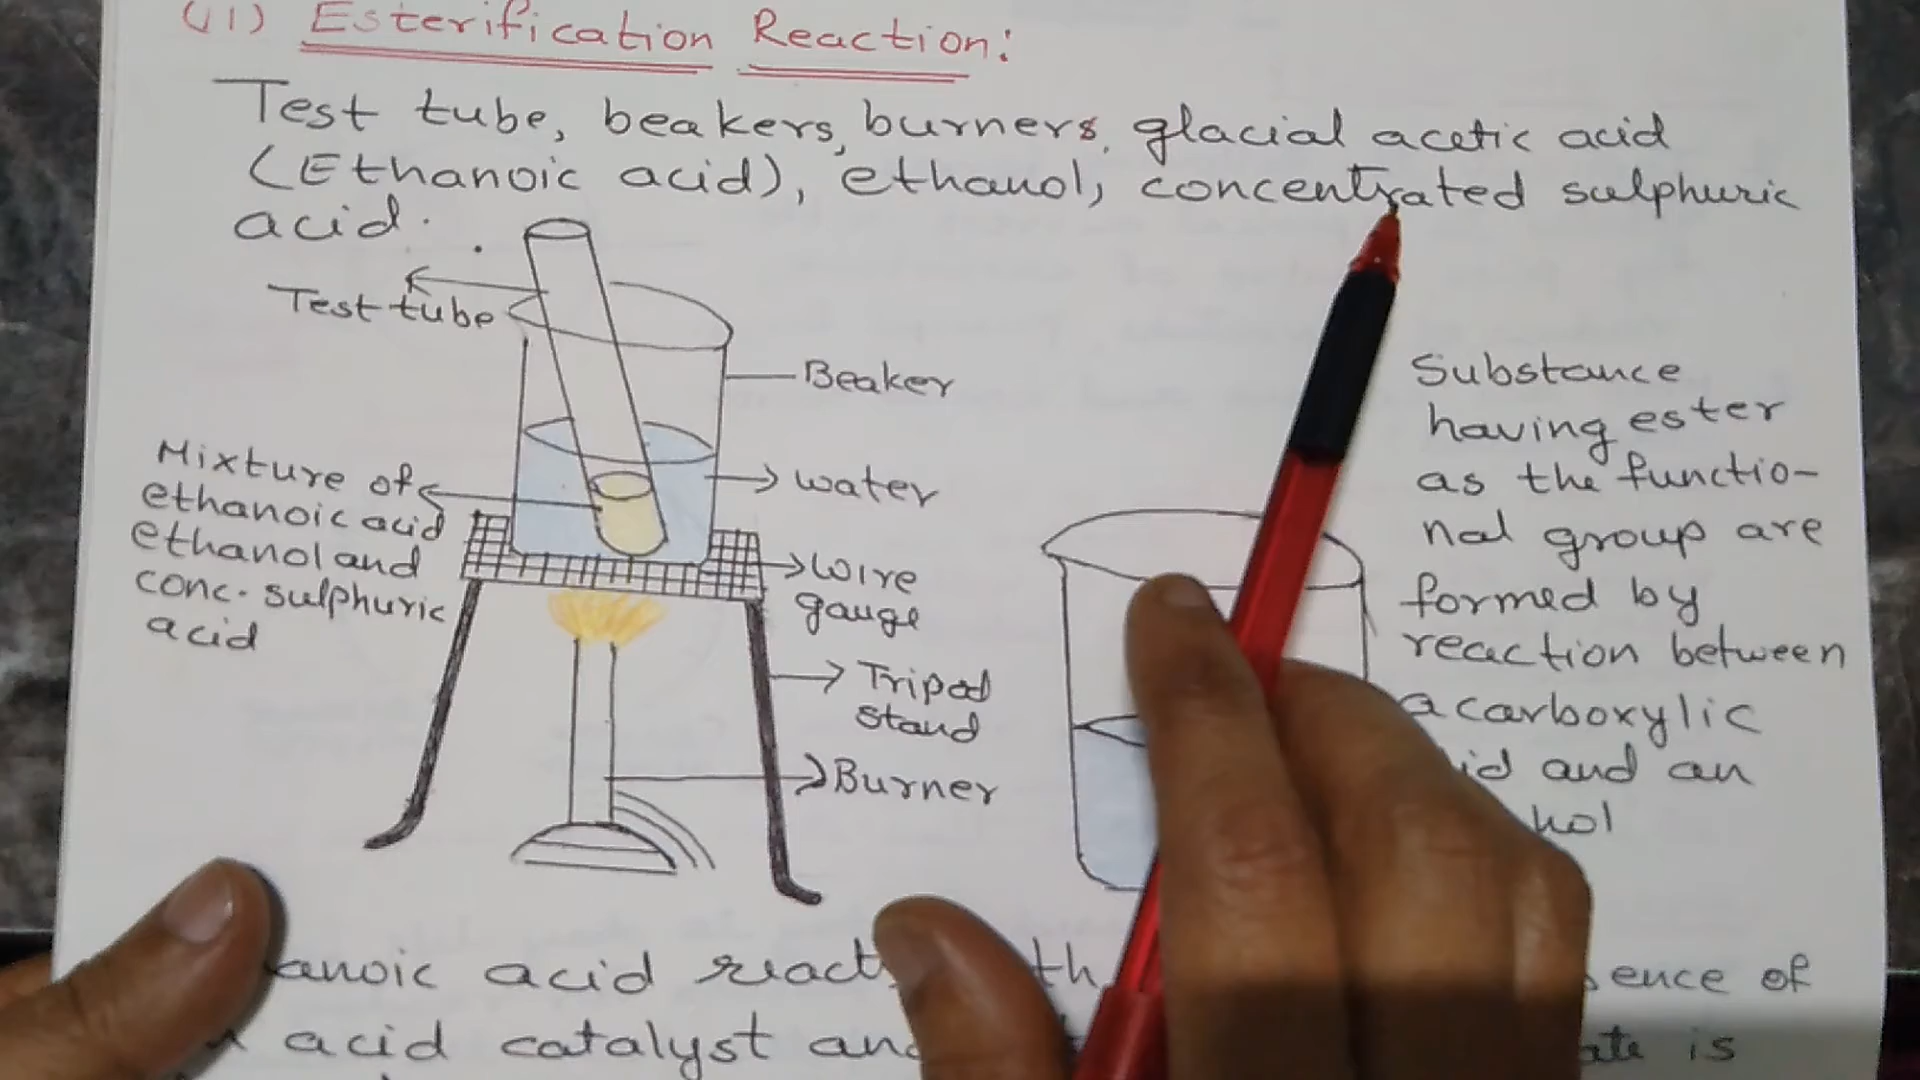 (ii) Esterification Reaction:
Test tube, beakers, burners, glacial acetic acid
(Ethanoic acid), ethanol, concentrated sulphuric
acid.
Test tube
Beaker
Mixture of
ethanoic acid
ethanol and
conc. sulphuric
acid
water
wire
gauge
Tripod
stand
Burner
Substance
having ester
as the functio-
nal group are
formed by
reaction between
a carboxylic
and an
anoic acid react
acid catalyst
is